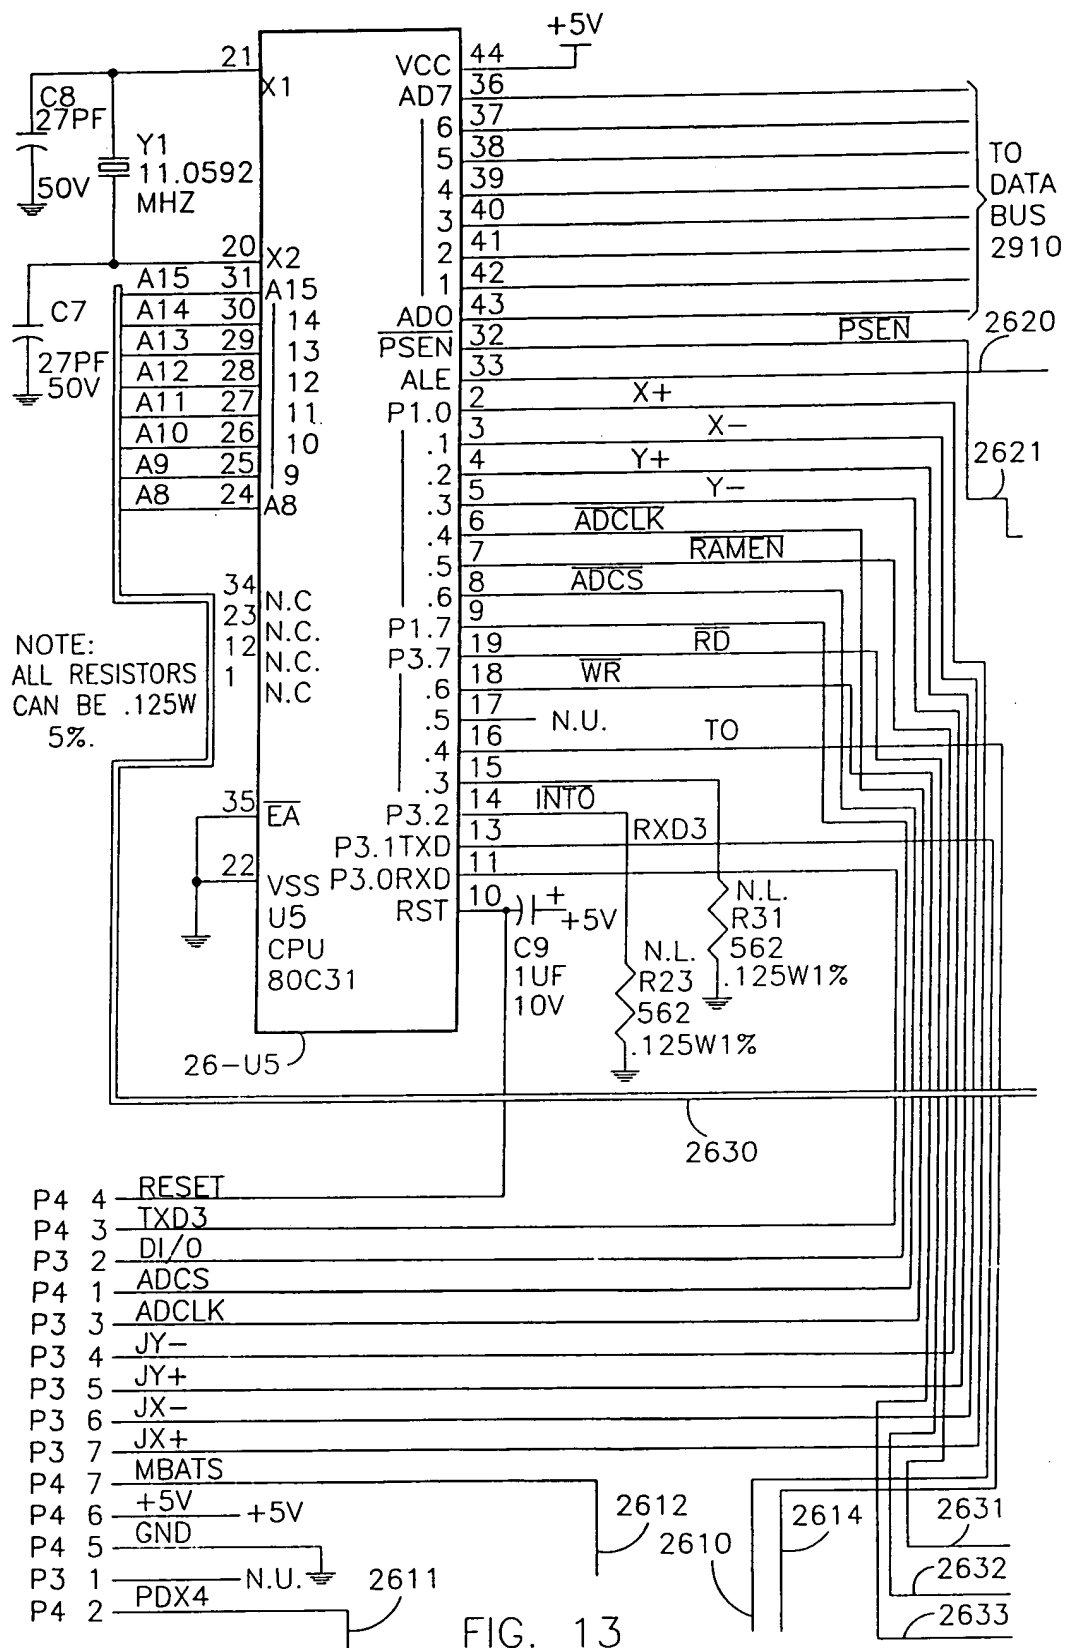 +5V
21
X1
C8
27PF
50V
Y1
11.0592
MHZ
20
X2
C7
27PF
50V
A15 31 A15
A14 30 14
A13 29 13
A12 28 12
A11 27 11
A10 26 10
A9 25 9
A8 24 A8
34 N.C
23 N.C.
12 N.C.
1 N.C
NOTE:
ALL RESISTORS
CAN BE .125W
5%.
35 EA
22 VSS
U5
CPU
80C31
26-U5
VCC 44
AD7 36
6 37
5 38
4 39
3 40
2 41
1 42
AD0 43
TO
DATA
BUS
2910
PSEN 32 PSEN
2620
ALE 33
P1.0 2 X+
.1 3 X-
.2 4 Y+
2621
.3 5 Y-
.4 6 ADCLK
.5 7 RAMEN
.6 8 ADCS
P1.7 9
P3.7 19 RD
.6 18 WR
.5 17 N.U.
.4 16 TO
.3 15
P3.2 14 INTO
P3.1TXD 13 RXD3
P3.0RXD 11
RST 10
+
+5V
C9
1UF
10V
N.L.
R31
562
.125W1%
N.L.
R23
562
.125W1%
2630
P4 4 RESET
P4 3 TXD3
P3 2 DI/O
P4 1 ADCS
P3 3 ADCLK
P3 4 JY-
P3 5 JY+
P3 6 JX-
P3 7 JX+
P4 7 MBATS
P4 6 +5V +5V
P4 5 GND
P3 1 N.U.
P4 2 PDX4
2611
2612
2610
2614
2631
2632
2633
FIG. 13